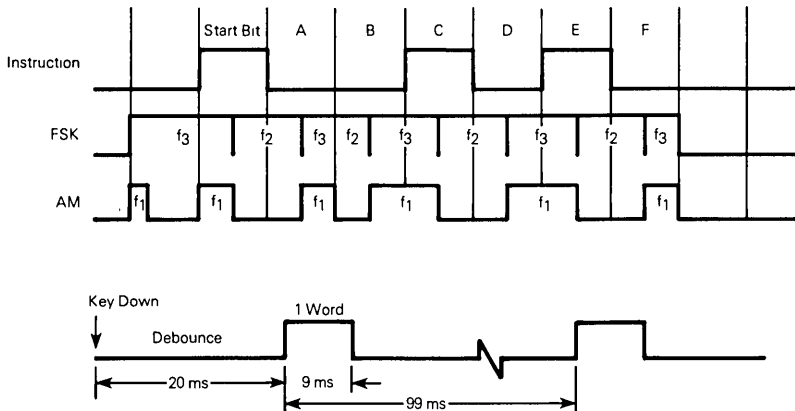 Start Bit A B C D E F
Instruction
FSK f3 f2 f3 f2 f3 f2 f3 f2 f3
AM f1 f1 f1 f1 f1 f1
Key Down
1 Word
Debounce
20 ms 9 ms
99 ms